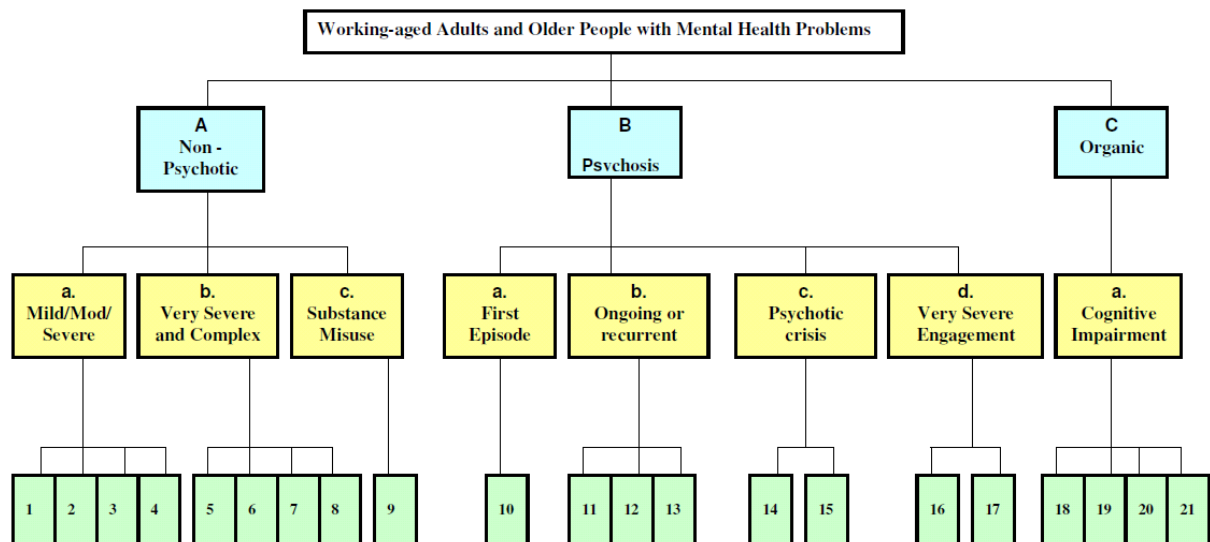 Working-aged Adults and Older People with Mental Health Problems
A
Non -
Psychotic
B
Psvchosis
C
Organic
a.
Mild/Mod/
Severe
b.
Very Severe
and Complex
c.
Substance
Misuse
a.
First
Episode
b.
Ongoing or
recurrent
c.
Psychotic
crisis
d.
Very Severe
Engagement
a.
Cognitive
Impairment
1
2
3
4
5
6
7
8
9
10
11
12
13
14
15
16
17
18
19
20
21